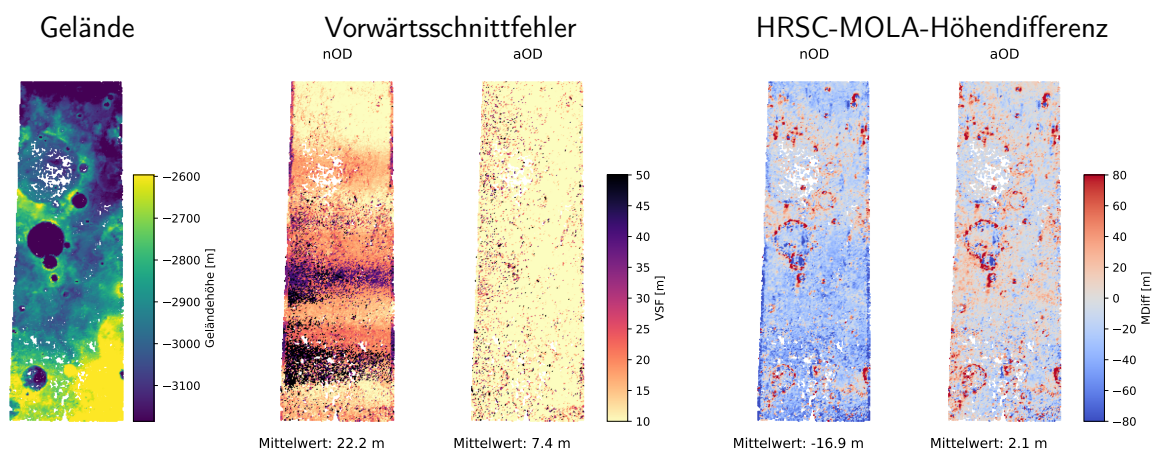 Gelände
Vorwärtsschnittfehler
HRSC-MOLA-Höhendifferenz
nOD
aOD
nOD
aOD
−2600
−2700
−2800
−2900
−3000
−3100
Geländehöhe [m]
50
45
40
35
30
25
20
15
10
VSF [m]
80
60
40
20
0
−20
−40
−60
−80
MDiff [m]
Mittelwert: 22.2 m
Mittelwert: 7.4 m
Mittelwert: -16.9 m
Mittelwert: 2.1 m